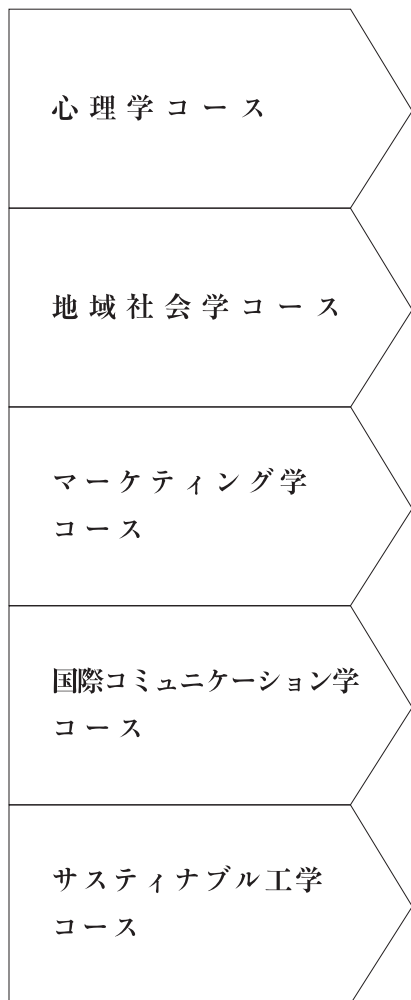 心理学コース
地域社会学コース
マーケティング学
コース
国際コミュニケーション学
コース
サスティナブル工学
コース